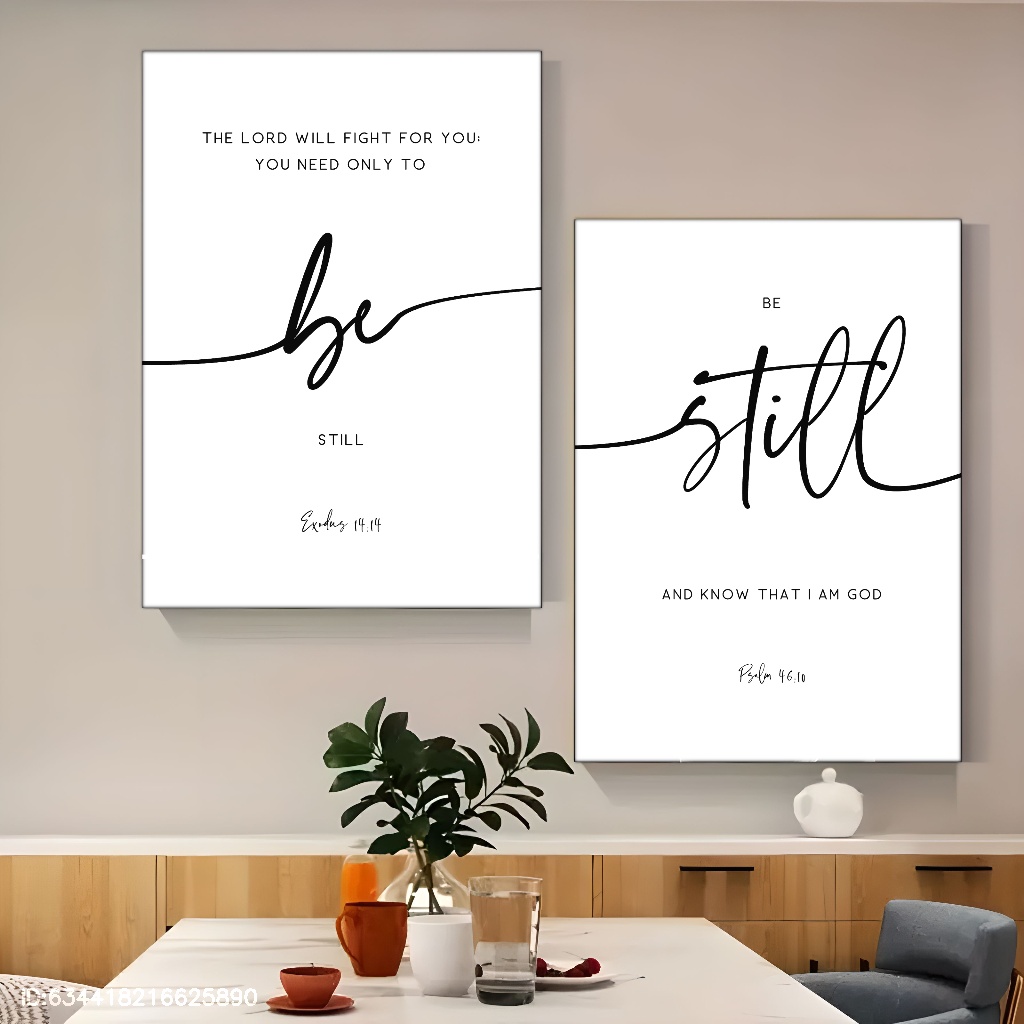 THE LORD WILL FIGHT FOR YOU:
YOU NEED ONLY TO
be
STILL
Exodus 14:14
BE
still
AND KNOW THAT I AM GOD
Psalm 46:10
ID:634418216625890